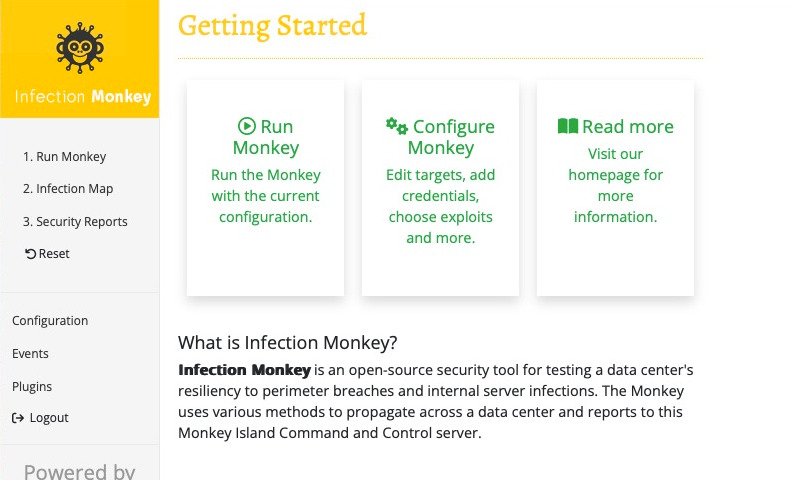 Infection Monkey
1. Run Monkey
2. Infection Map
3. Security Reports
Reset
Configuration
Events
Plugins
Logout
Powered by
Getting Started
Run
Monkey
Run the Monkey
with the current
configuration.
Configure
Monkey
Edit targets, add
credentials,
choose exploits
and more.
Read more
Visit our
homepage for
more
information.
What is Infection Monkey?
Infection Monkey is an open-source security tool for testing a data center's
resiliency to perimeter breaches and internal server infections. The Monkey
uses various methods to propagate across a data center and reports to this
Monkey Island Command and Control server.